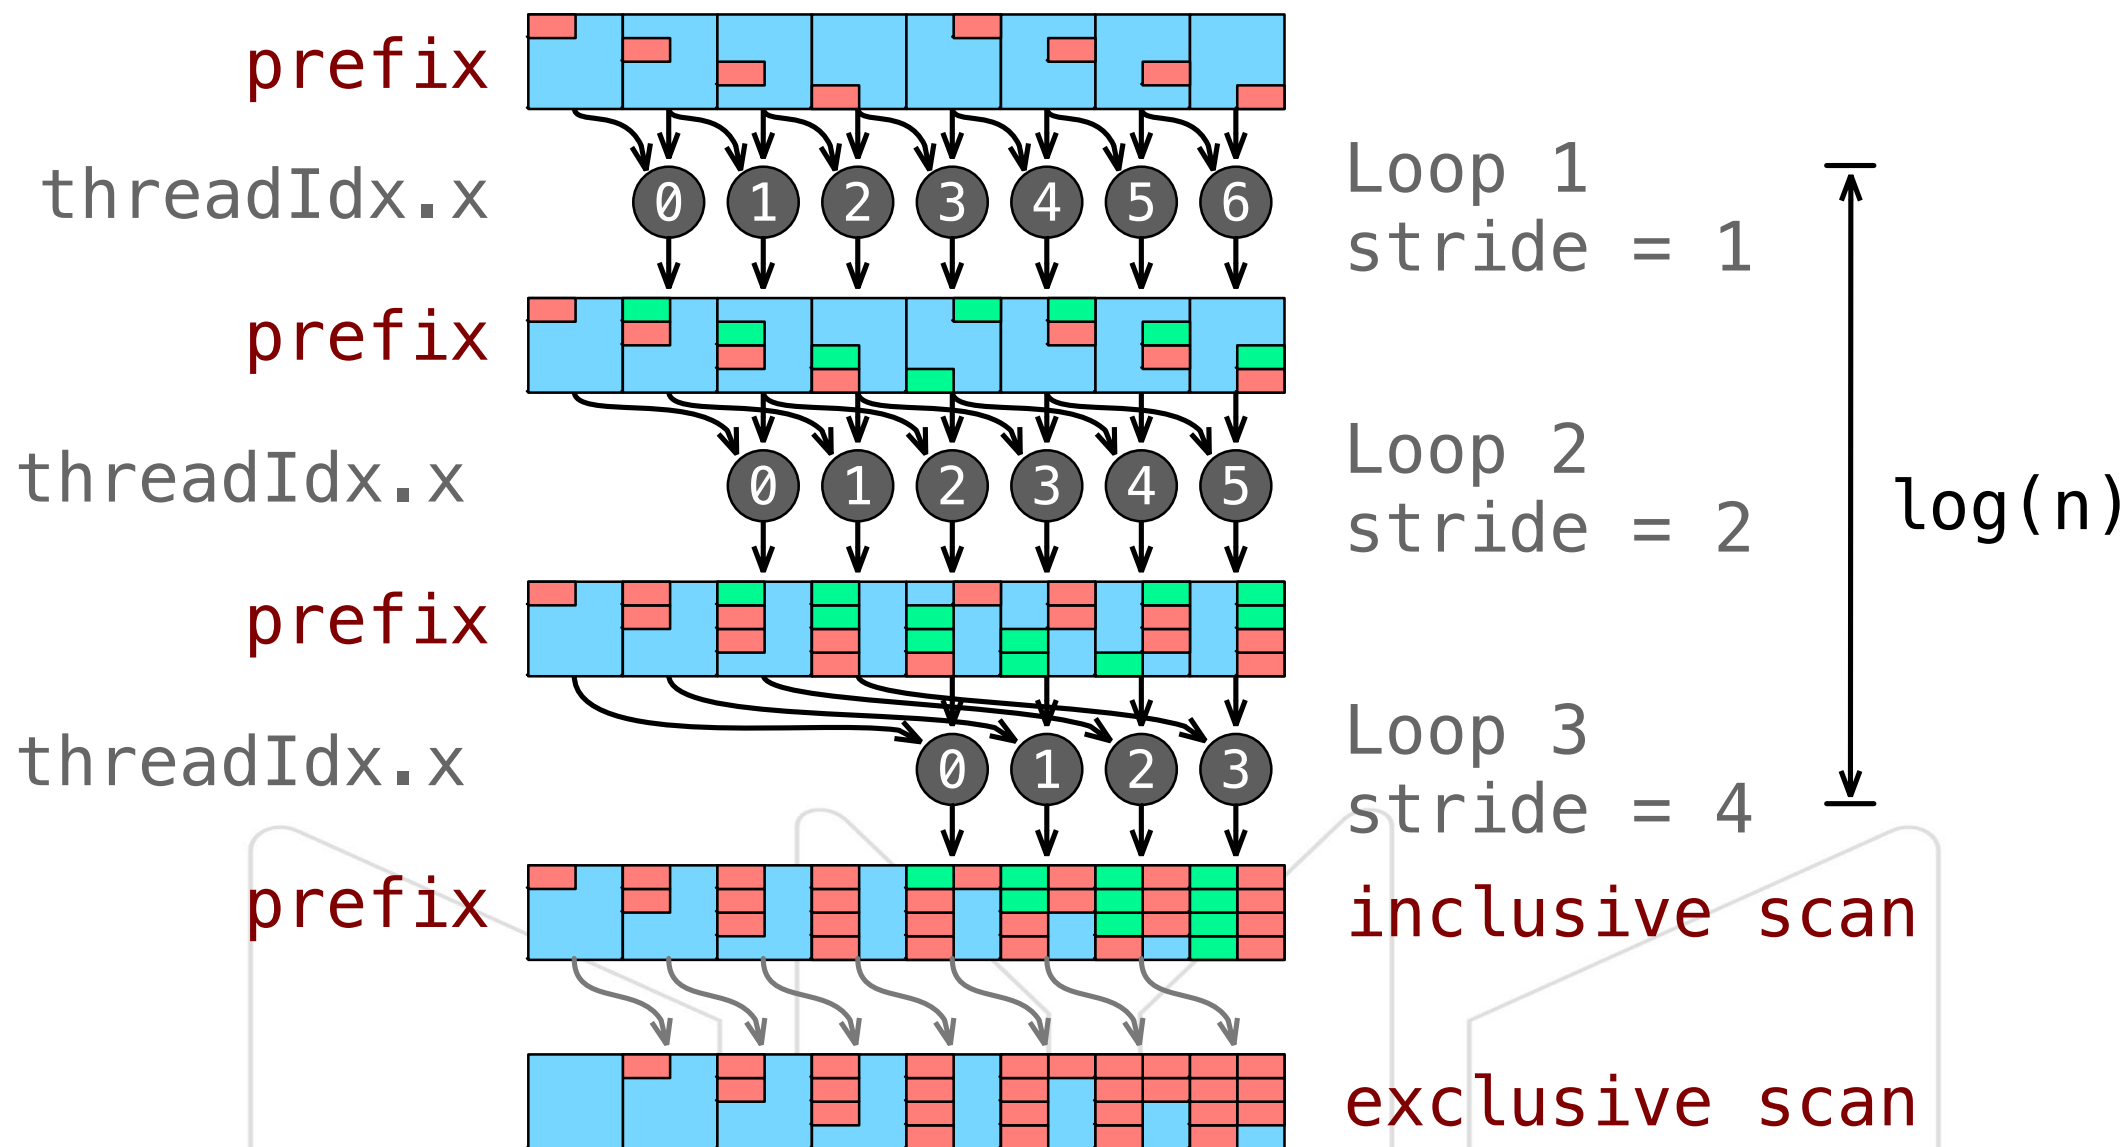 prefix
threadIdx.x
0 1 2 3 4 5 6
Loop 1
stride = 1
prefix
threadIdx.x
0 1 2 3 4 5
Loop 2
stride = 2
log(n)
prefix
threadIdx.x
0 1 2 3
Loop 3
stride = 4
prefix
inclusive scan
exclusive scan